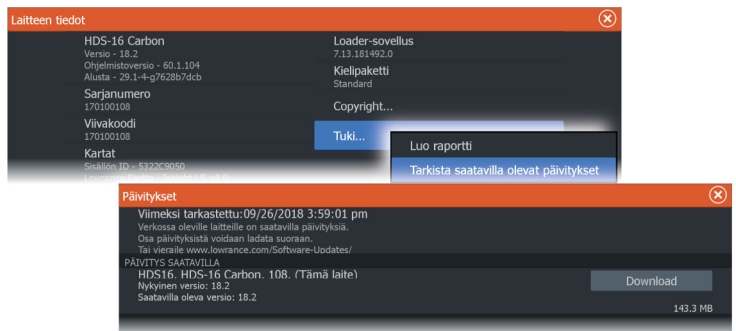 Laitteen tiedot
HDS-16 Carbon
Versio - 18.2
Ohjelmistoversio - 60.1.104
Alusta - 29.1-4-g7628b7dcb
Sarjanumero
170100108
Viivakoodi
170100108
Kartat
Sisällön ID - 5322C9050
Loader-sovellus
7.13.181492.0
Kielipaketti
Standard
Copyright...
Tuki...
Luo raportti
Tarkista saatavilla olevat päivitykset
Päivitykset
Viimeksi tarkastettu:09/26/2018 3:59:01 pm
Verkossa oleville laitteille on saatavilla päivityksiä.
Osa päivityksistä voidaan ladata suoraan.
Tai vieraile www.lowrance.com/Software-Updates/
PÄIVITYS SAATAVILLA
HDS16, HDS-16 Carbon, 108, (Tämä laite)
Nykyinen versio: 18.2
Saatavilla oleva versio: 18.2
Download
143.3 MB